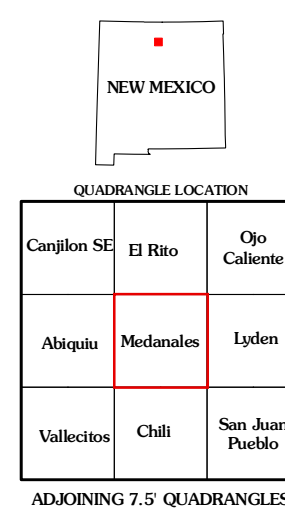 NEW MEXICO
QUADRANGLE LOCATION
Canjilon SE El Rito Ojo Caliente
Abiquiu Medanales Lyden
Vallecitos Chili San Juan Pueblo
ADJOINING 7.5' QUADRANGLES